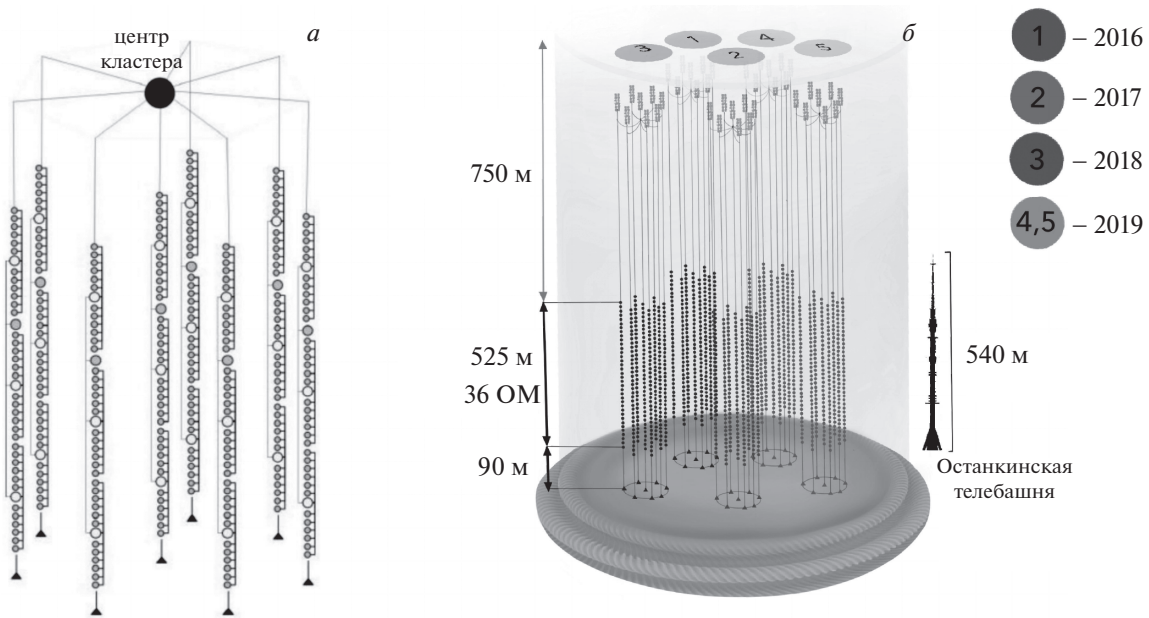 центр
кластера
а
б
3
1
2
4
5
1 – 2016
2 – 2017
3 – 2018
4,5 – 2019
750 м
525 м
36 ОМ
90 м
540 м
Останкинская
телебашня